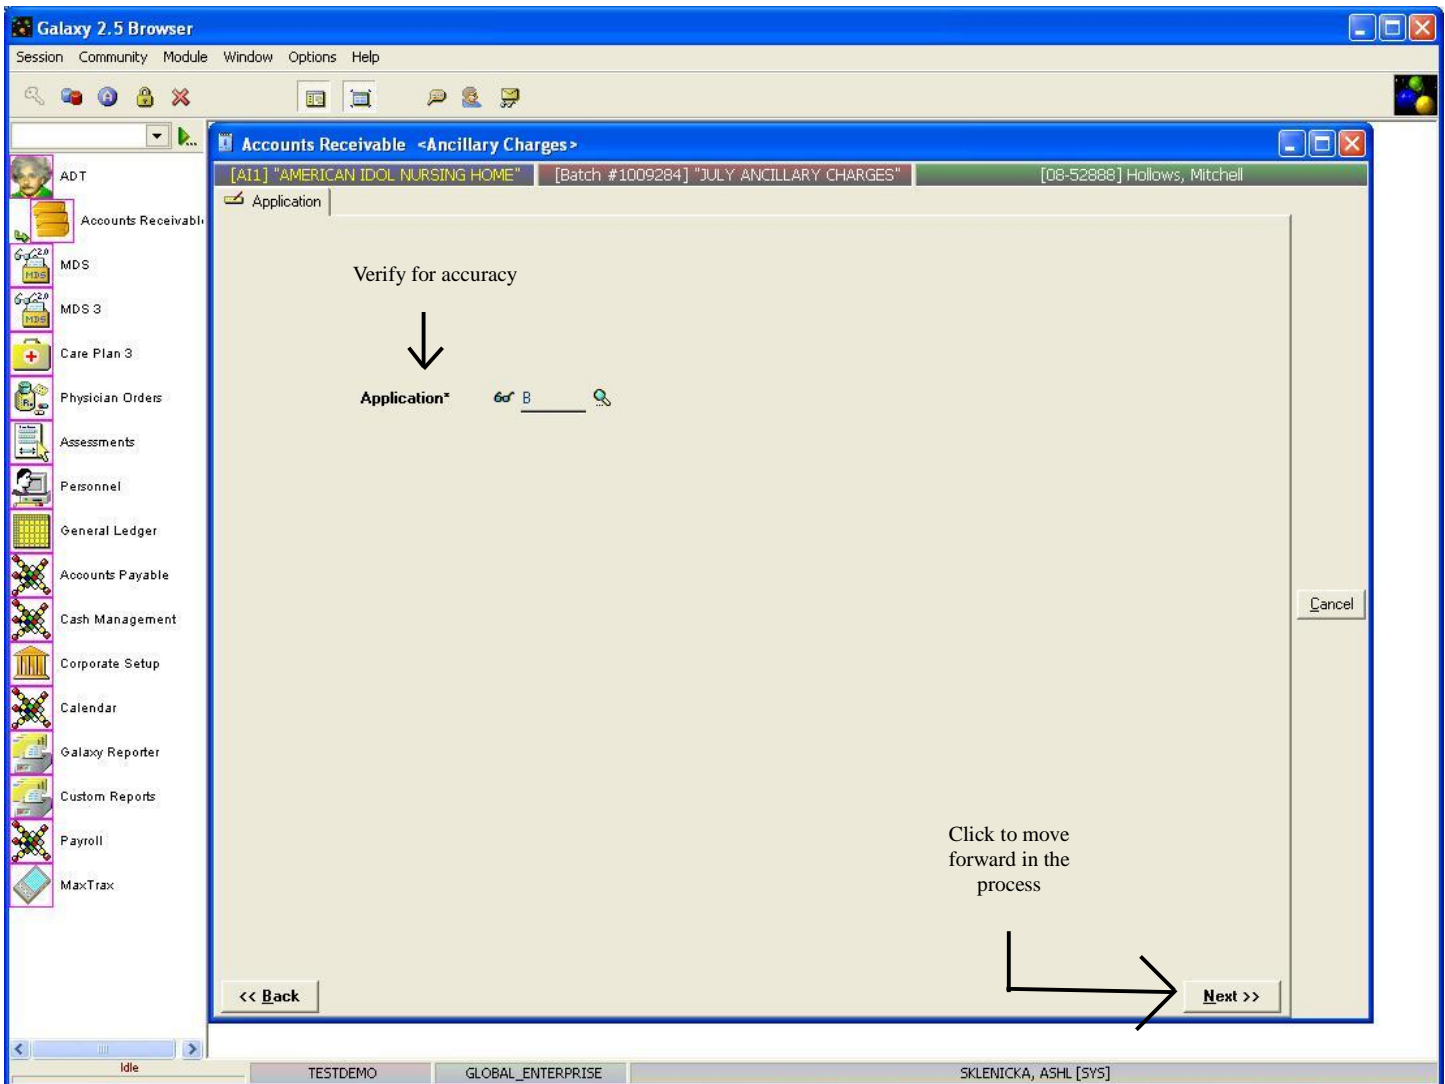 Galaxy 2.5 Browser
Session Community Module Window Options Help
Accounts Receivable <Ancillary Charges>
[AI1] "AMERICAN IDOL NURSING HOME" [Batch #1009284] "JULY ANCILLARY CHARGES" [08-52888] Hollows, Mitchell
Application
ADT
Accounts Receivabl
MDS
MDS 3
Care Plan 3
Physician Orders
Assessments
Personnel
General Ledger
Accounts Payable
Cash Management
Corporate Setup
Calendar
Galaxy Reporter
Custom Reports
Payroll
MaxTrax
Verify for accuracy
Application* B
Cancel
Click to move
forward in the
process
<< Back Next >>
Idle TESTDEMO GLOBAL_ENTERPRISE SKLENICKA, ASHL [SYS]